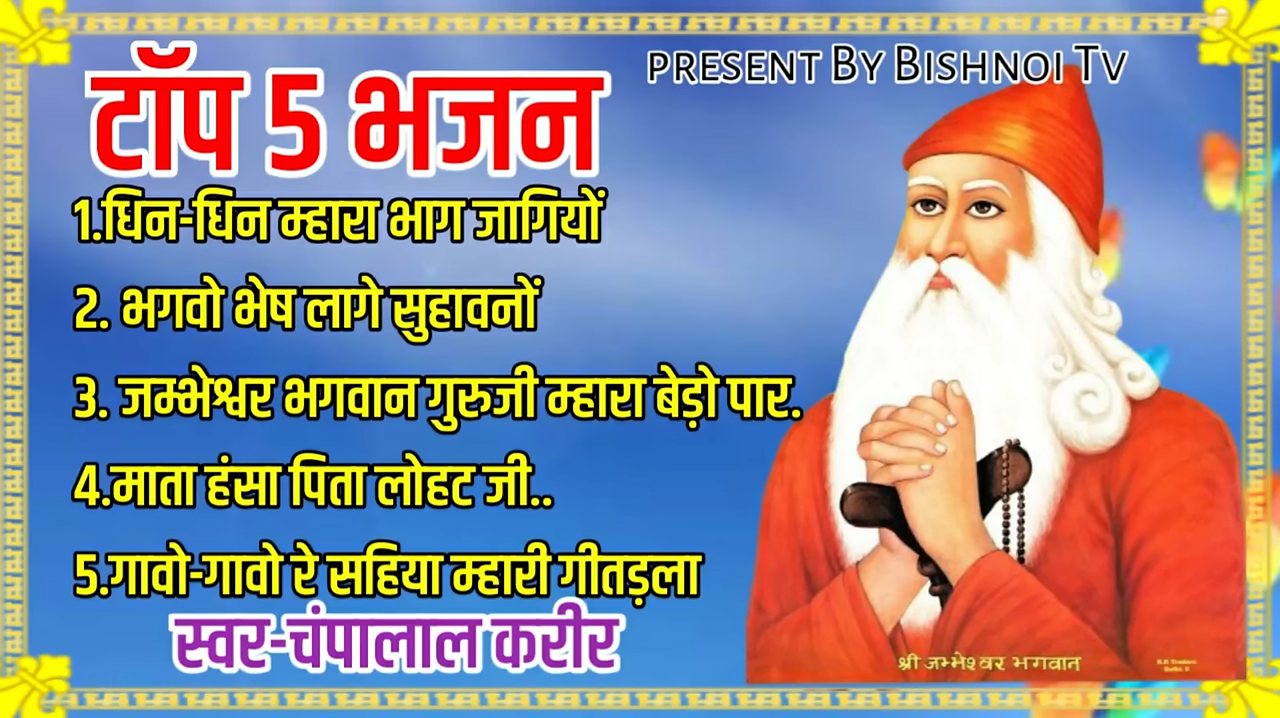 PRESENT BY BISHNOI TV
टॉप 5 भजन
1.धिन-धिन म्हारा भाग जागियों
2. भगवो भेष लागे सुहावनों
3. जम्भेश्वर भगवान गुरुजी म्हारा बेड़ो पार.
4.माता हंसा पिता लोहट जी..
5.गावो-गावो रे सहिया म्हारी गीतड़ला
स्वर-चंपालाल करीर
श्री जम्भेश्वर भगवान